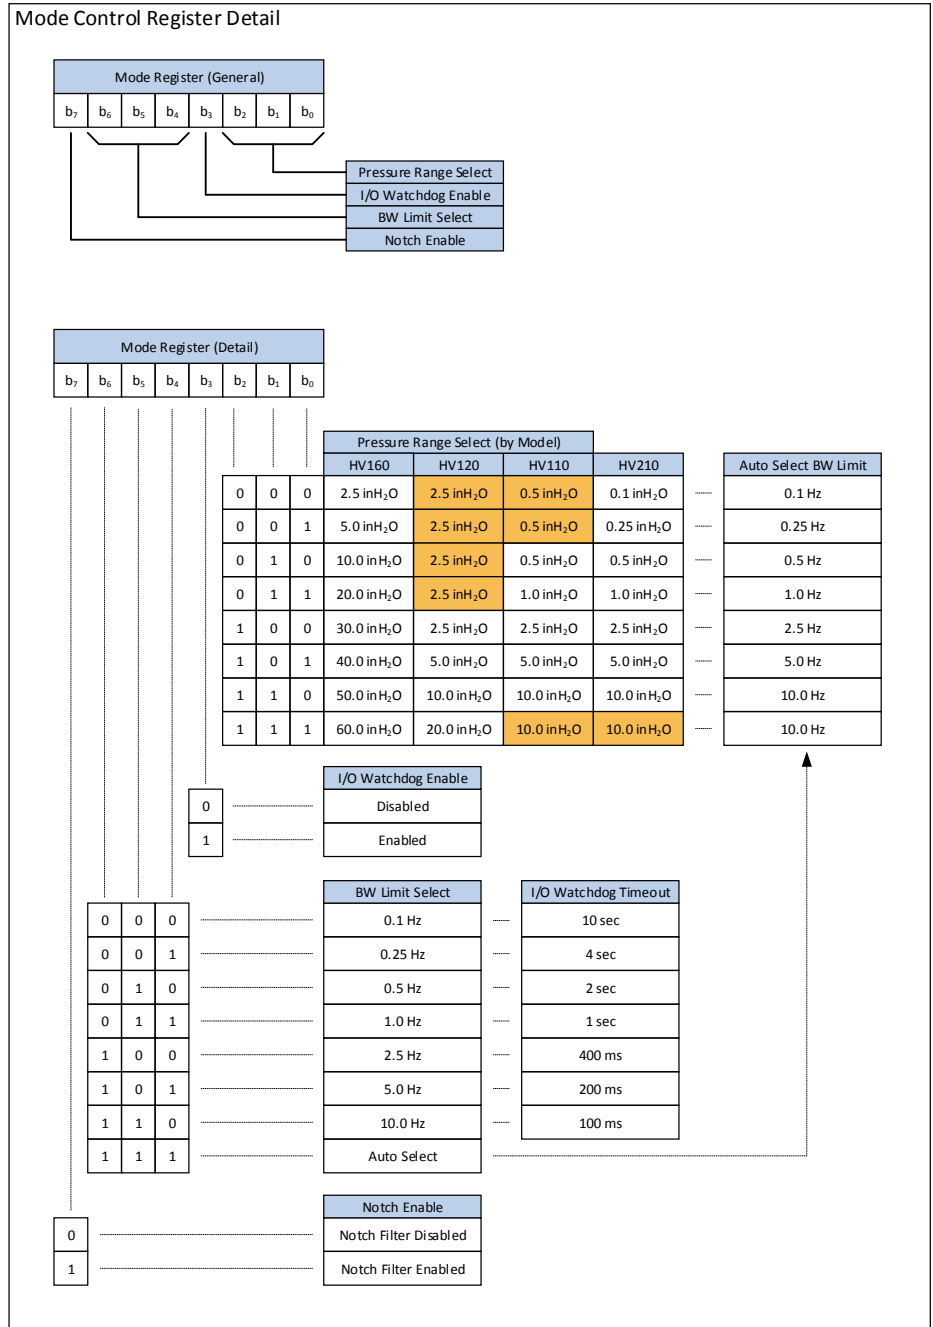 Mode Control Register Detail
Mode Register (General)
b₇ b₆ b₅ b₄ b₃ b₂ b₁ b₀
Pressure Range Select
I/O Watchdog Enable
BW Limit Select
Notch Enable
Mode Register (Detail)
b₇ b₆ b₅ b₄ b₃ b₂ b₁ b₀
Pressure Range Select (by Model)
HV160 HV120 HV110 HV210 Auto Select BW Limit
0 0 0 2.5 inH₂O 2.5 inH₂O 0.5 inH₂O 0.1 inH₂O 0.1 Hz
0 0 1 5.0 inH₂O 2.5 inH₂O 0.5 inH₂O 0.25 inH₂O 0.25 Hz
0 1 0 10.0 inH₂O 2.5 inH₂O 0.5 inH₂O 0.5 inH₂O 0.5 Hz
0 1 1 20.0 inH₂O 2.5 inH₂O 1.0 inH₂O 1.0 inH₂O 1.0 Hz
1 0 0 30.0 inH₂O 2.5 inH₂O 2.5 inH₂O 2.5 inH₂O 2.5 Hz
1 0 1 40.0 inH₂O 5.0 inH₂O 5.0 inH₂O 5.0 inH₂O 5.0 Hz
1 1 0 50.0 inH₂O 10.0 inH₂O 10.0 inH₂O 10.0 inH₂O 10.0 Hz
1 1 1 60.0 inH₂O 20.0 inH₂O 10.0 inH₂O 10.0 inH₂O 10.0 Hz
I/O Watchdog Enable
0 Disabled
1 Enabled
BW Limit Select I/O Watchdog Timeout
0 0 0 0.1 Hz 10 sec
0 0 1 0.25 Hz 4 sec
0 1 0 0.5 Hz 2 sec
0 1 1 1.0 Hz 1 sec
1 0 0 2.5 Hz 400 ms
1 0 1 5.0 Hz 200 ms
1 1 0 10.0 Hz 100 ms
1 1 1 Auto Select
Notch Enable
0 Notch Filter Disabled
1 Notch Filter Enabled